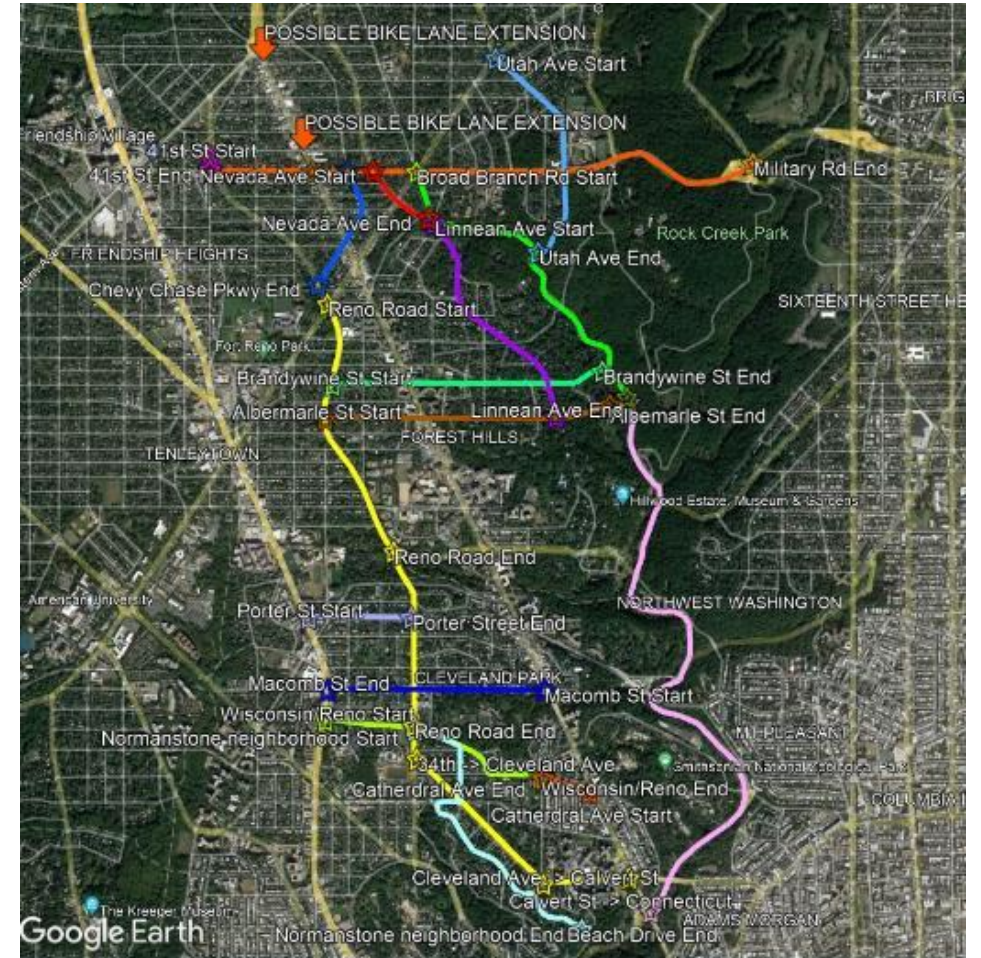 POSSIBLE BIKE LANE EXTENSION
Utah Ave Start
BRIG
POSSIBLE BIKE LANE EXTENSION
Friendship Village
41st St Start
41st St End
Nevada Ave Start
Broad Branch Rd Start
Military Rd End
Nevada Ave End
Linnean Ave Start
Rock Creek Park
FRIENDSHIP HEIGHTS
Utah Ave End
Chevy Chase Pkwy End
Reno Road Start
SIXTEENTH STREET HE
Fort Reno Park
Brandywine St Start
Brandywine St End
Albermarle St Start
Linnean Ave End
Albemarle St End
FOREST HILLS
TENLEYTOWN
Hillwood Estate, Museum & Gardens
Reno Road End
American University
Porter St Start
NORTHWEST WASHINGTON
Porter Street End
Macomb St End
CLEVELAND PARK
Macomb St Start
Wisconsin/Reno Start
Reno Road End
MT PLEASANT
Normanstone neighborhood Start
34th -> Cleveland Ave
Smithsonian National Zoological Park
Catherdral Ave End
Wisconsin/Reno End
COLUMBIA
Catherdral Ave Start
Cleveland Ave -> Calvert St
Calvert St -> Connecticut
The Kreeger Museum
ADAMS MORGAN
Google Earth
Normanstone neighborhood End
Beach Drive End